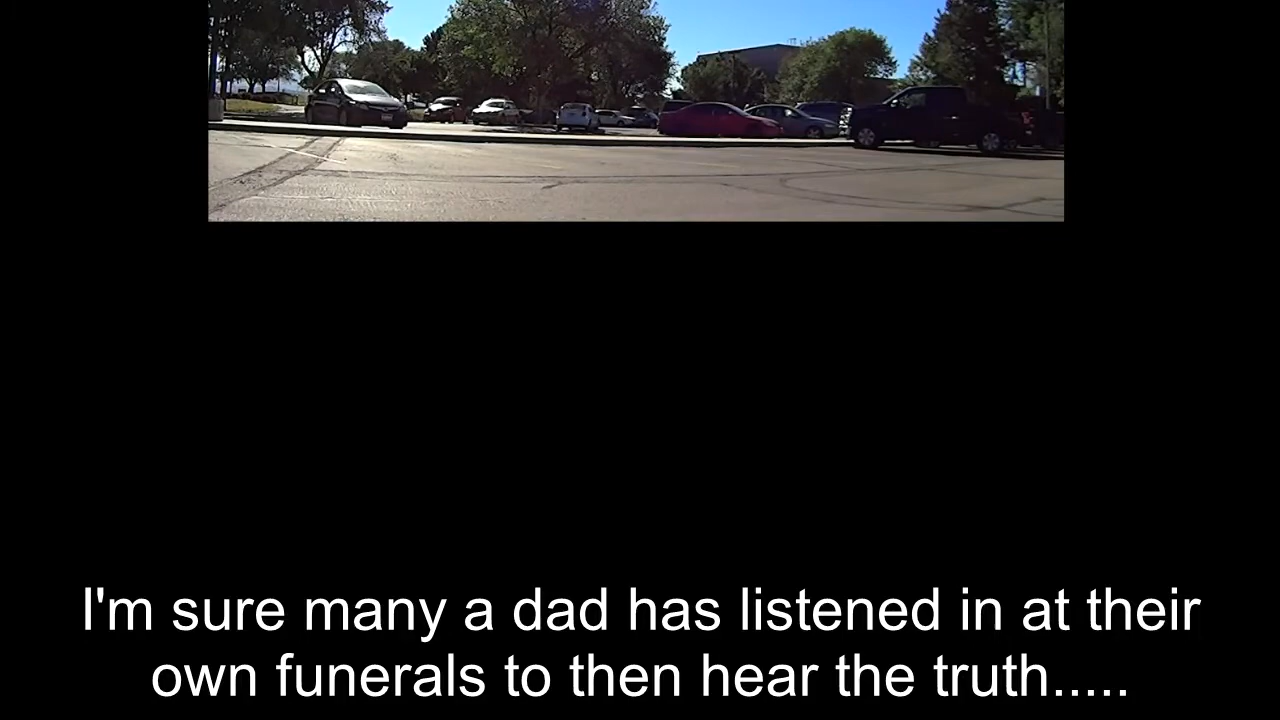 I'm sure many a dad has listened in at their
own funerals to then hear the truth.....